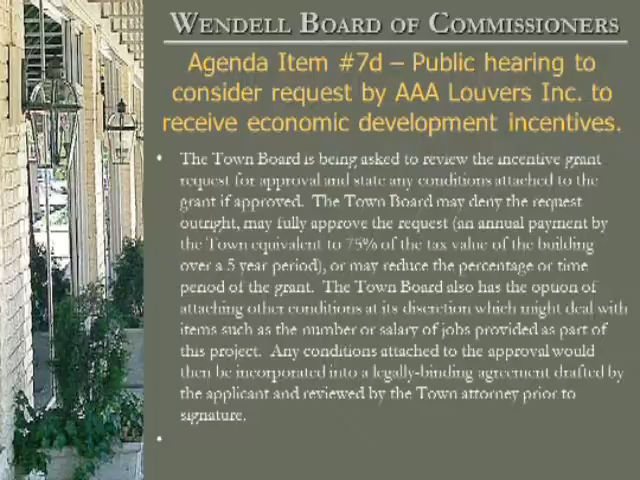 WENDELL BOARD OF COMMISSIONERS
Agenda Item #7d – Public hearing to
consider request by AAA Louvers Inc. to
receive economic development incentives.
• The Town Board is being asked to review the incentive grant
request for approval and state any conditions attached to the
grant if approved. The Town Board may deny the request
outright, may fully approve the request (an annual payment by
the Town equivalent to 75% of the tax value of the building
over a 5 year period), or may reduce the percentage or time
period of the grant. The Town Board also has the option of
attaching other conditions at its discretion which might deal with
items such as the number or salary of jobs provided as part of
this project. Any conditions attached to the approval would
then be incorporated into a legally-binding agreement drafted by
the applicant and reviewed by the Town attorney prior to
signature.
•